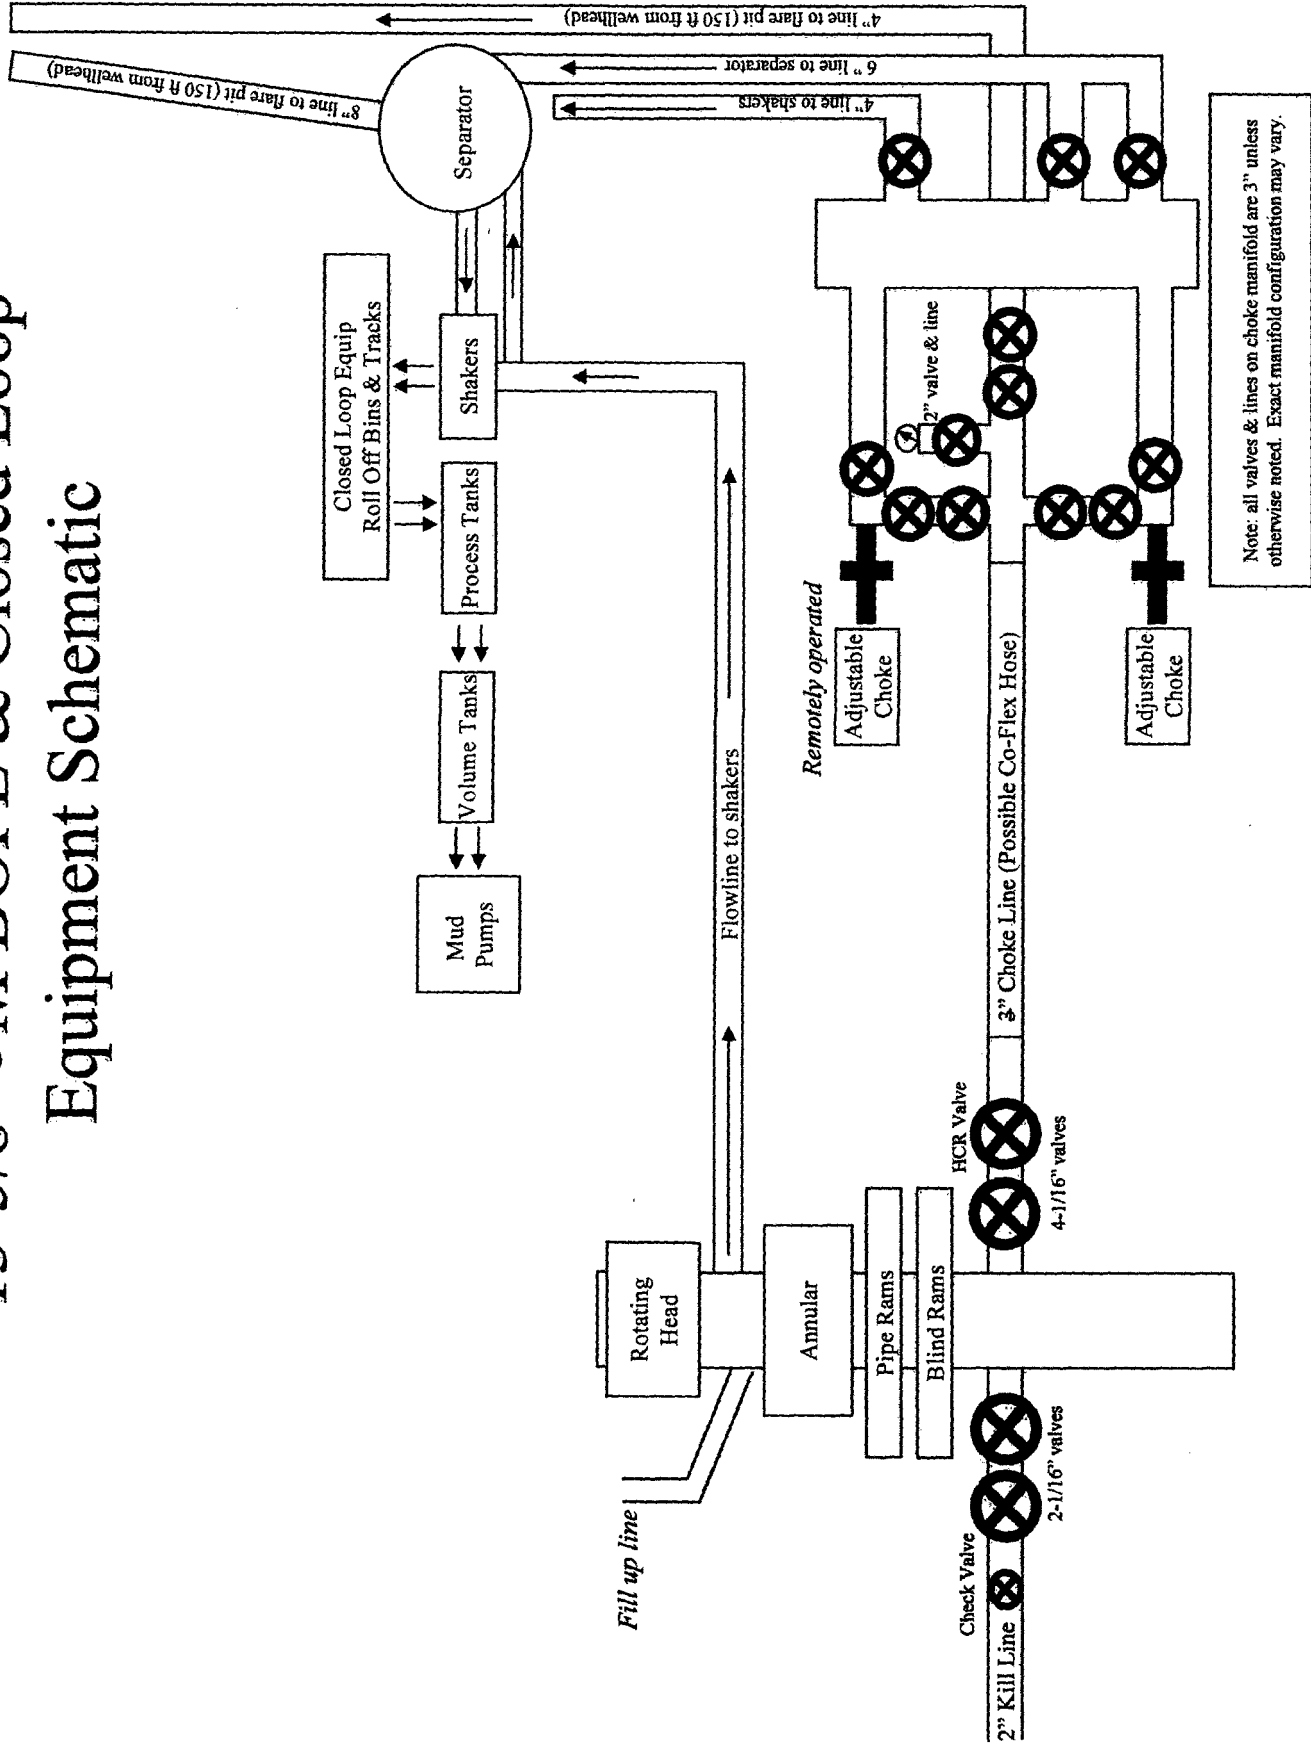 & Closed Loop
Equipment Schematic
Closed Loop Equip
Roll Off Bins & Tracks
8" line to flare pit (150 ft from wellhead)
4" line to flare pit (150 ft from wellhead)
Separator
Shakers
Process Tanks
Volume Tanks
Mud
Pumps
6" line to separator
4" line to shakers
Flowline to shakers
Fill up line
Rotating
Head
Annular
Pipe Rams
Blind Rams
Remotely operated
Adjustable
Choke
2" valve & line
Check Valve
2" Kill Line
2-1/16" valves
HCR Valve
4-1/16" valves
3" Choke Line (Possible Co-Flex Hose)
Adjustable
Choke
Note: all valves & lines on choke manifold are 3" unless
otherwise noted. Exact manifold configuration may vary.